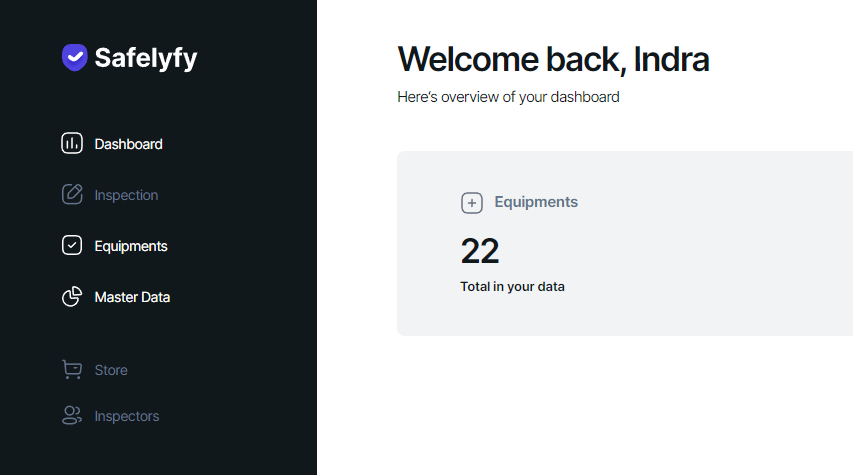 Safelyfy
Dashboard
Inspection
Equipments
Master Data
Store
Inspectors
Welcome back, Indra
Here's overview of your dashboard
Equipments
22
Total in your data